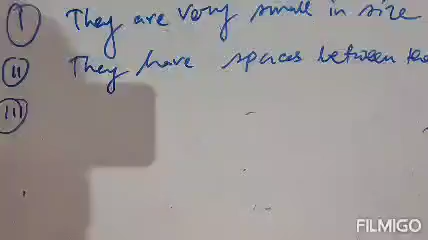 (I) They are very small in size
(II) They have spaces between
(III)
FILMIGO